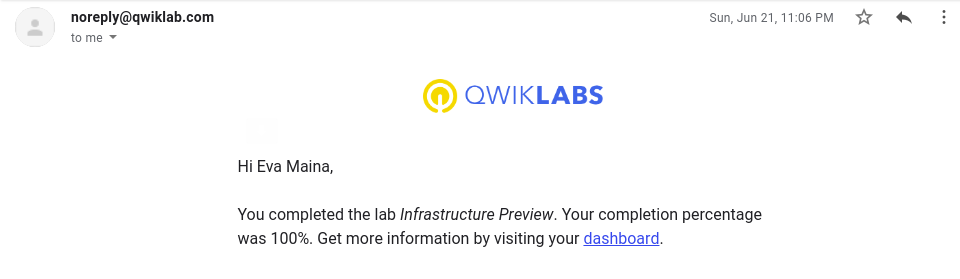 noreply@qwiklab.com
Sun, Jun 21, 11:06 PM
to me
QWIKLABS
Hi Eva Maina,
You completed the lab Infrastructure Preview. Your completion percentage
was 100%. Get more information by visiting your dashboard.